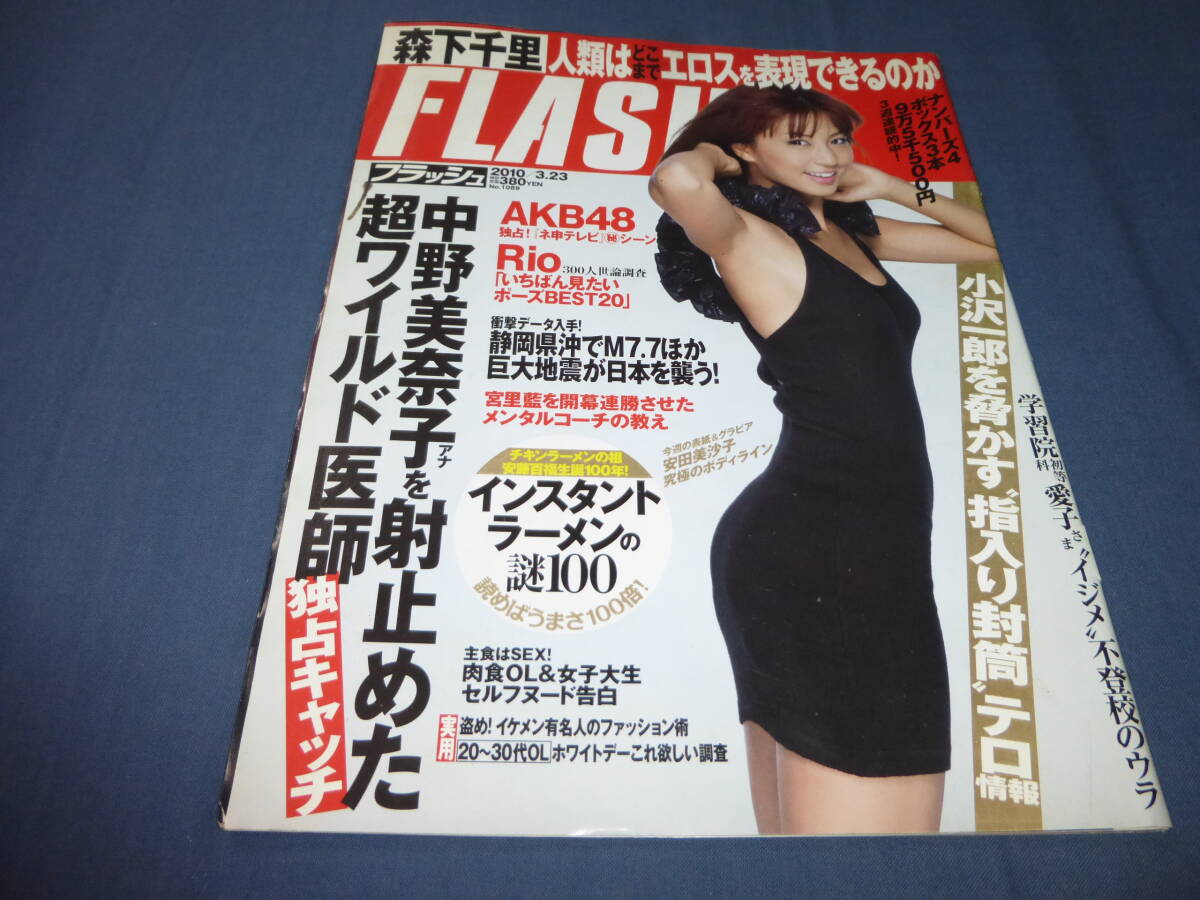 森下千里
人類はどこまでエロスを表現できるのか
FLASH
フラッシュ
2010/3.23
380YEN
No.1089
ナンバーズ4
ボックス3本
9万5千500円
3週連続的中!
中野美奈子アナを射止めた
超ワイルド医師
独占キャッチ
AKB48
独占!『ネ申テレビ』㊙シーン
Rio 300人世論調査
「いちばん見たい
ポーズBEST20」
衝撃データ入手!
静岡県沖でM7.7ほか
巨大地震が日本を襲う!
宮里藍を開幕連勝させた
メンタルコーチの教え
今週の表紙&グラビア
安田美沙子
究極のボディライン
チキンラーメンの祖
安藤百福生誕100年!
インスタント
ラーメンの
謎100
読めばうまさ100倍!
主食はSEX!
肉食OL&女子大生
セルフヌード告白
実用
盗め!イケメン有名人のファッション術
20〜30代OL ホワイトデーこれ欲しい調査
小沢一郎を脅かす“指入り封筒”テロ情報
学習院初等科 愛子さま“イジメ”不登校のウラ